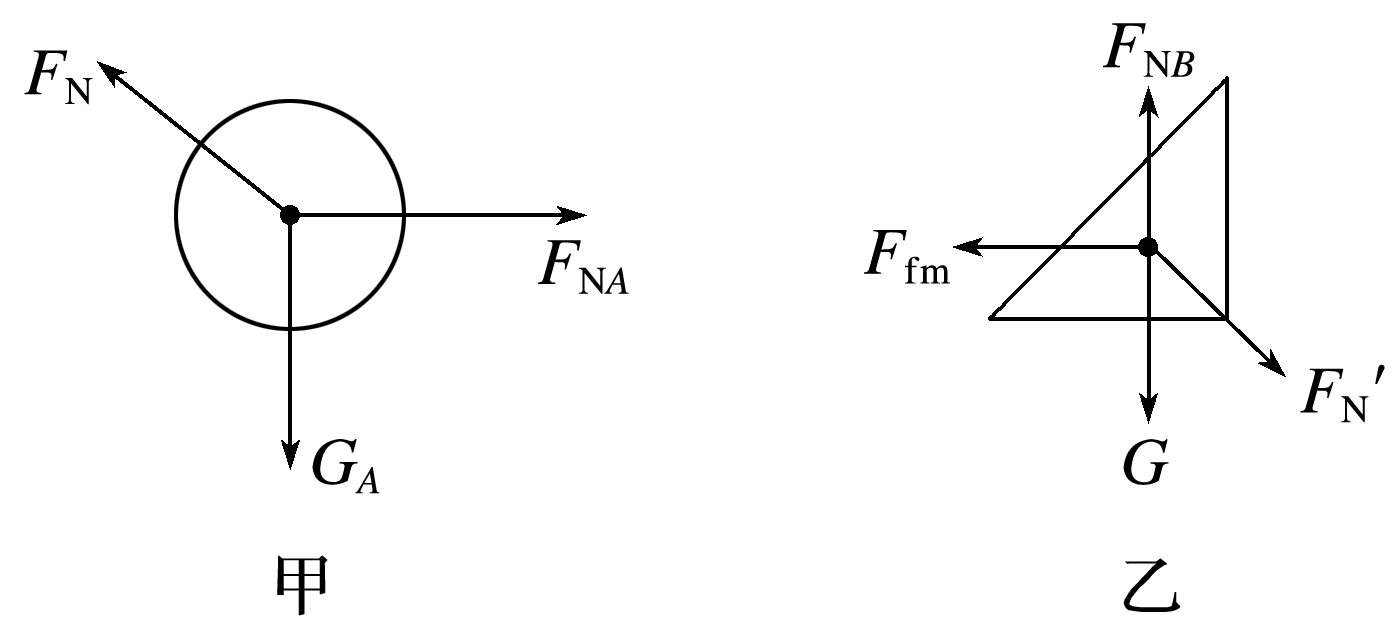 F_N
F_NA
G_A
甲
F_NB
F_fm
F_N′
G
乙